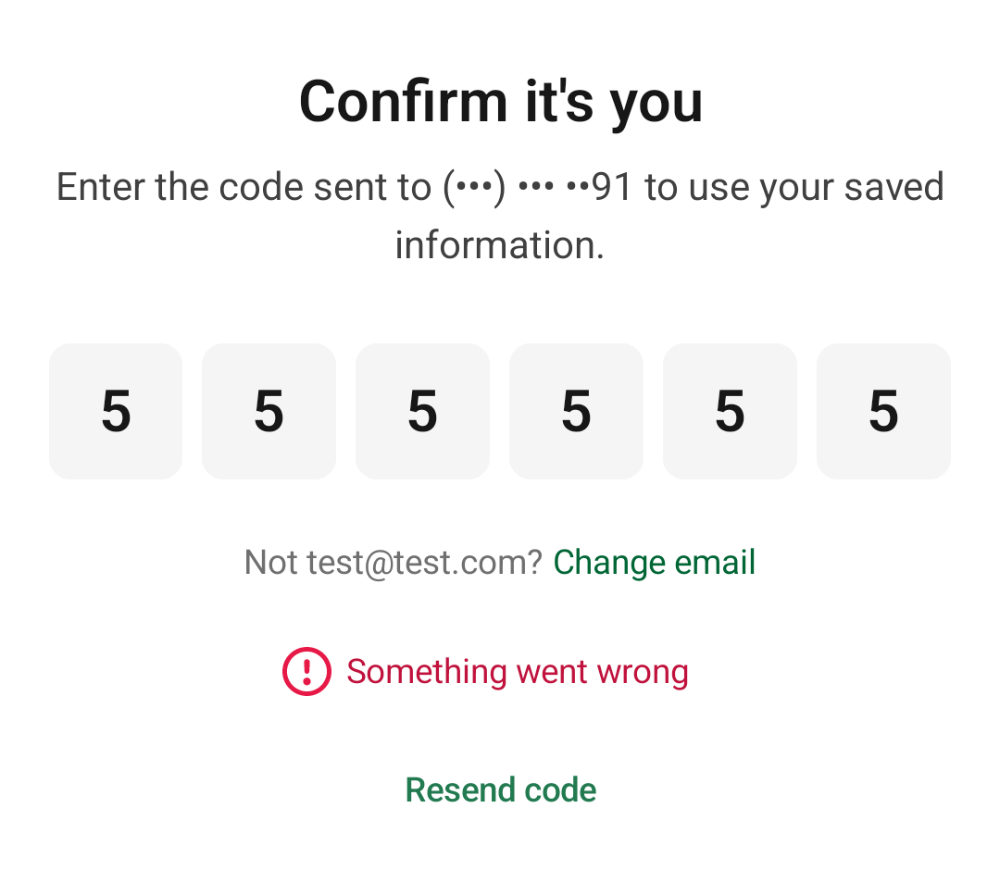 Confirm it's you
Enter the code sent to (•••) ••• ••91 to use your saved
information.
5 5 5 5 5 5
Not test@test.com? Change email
Something went wrong
Resend code